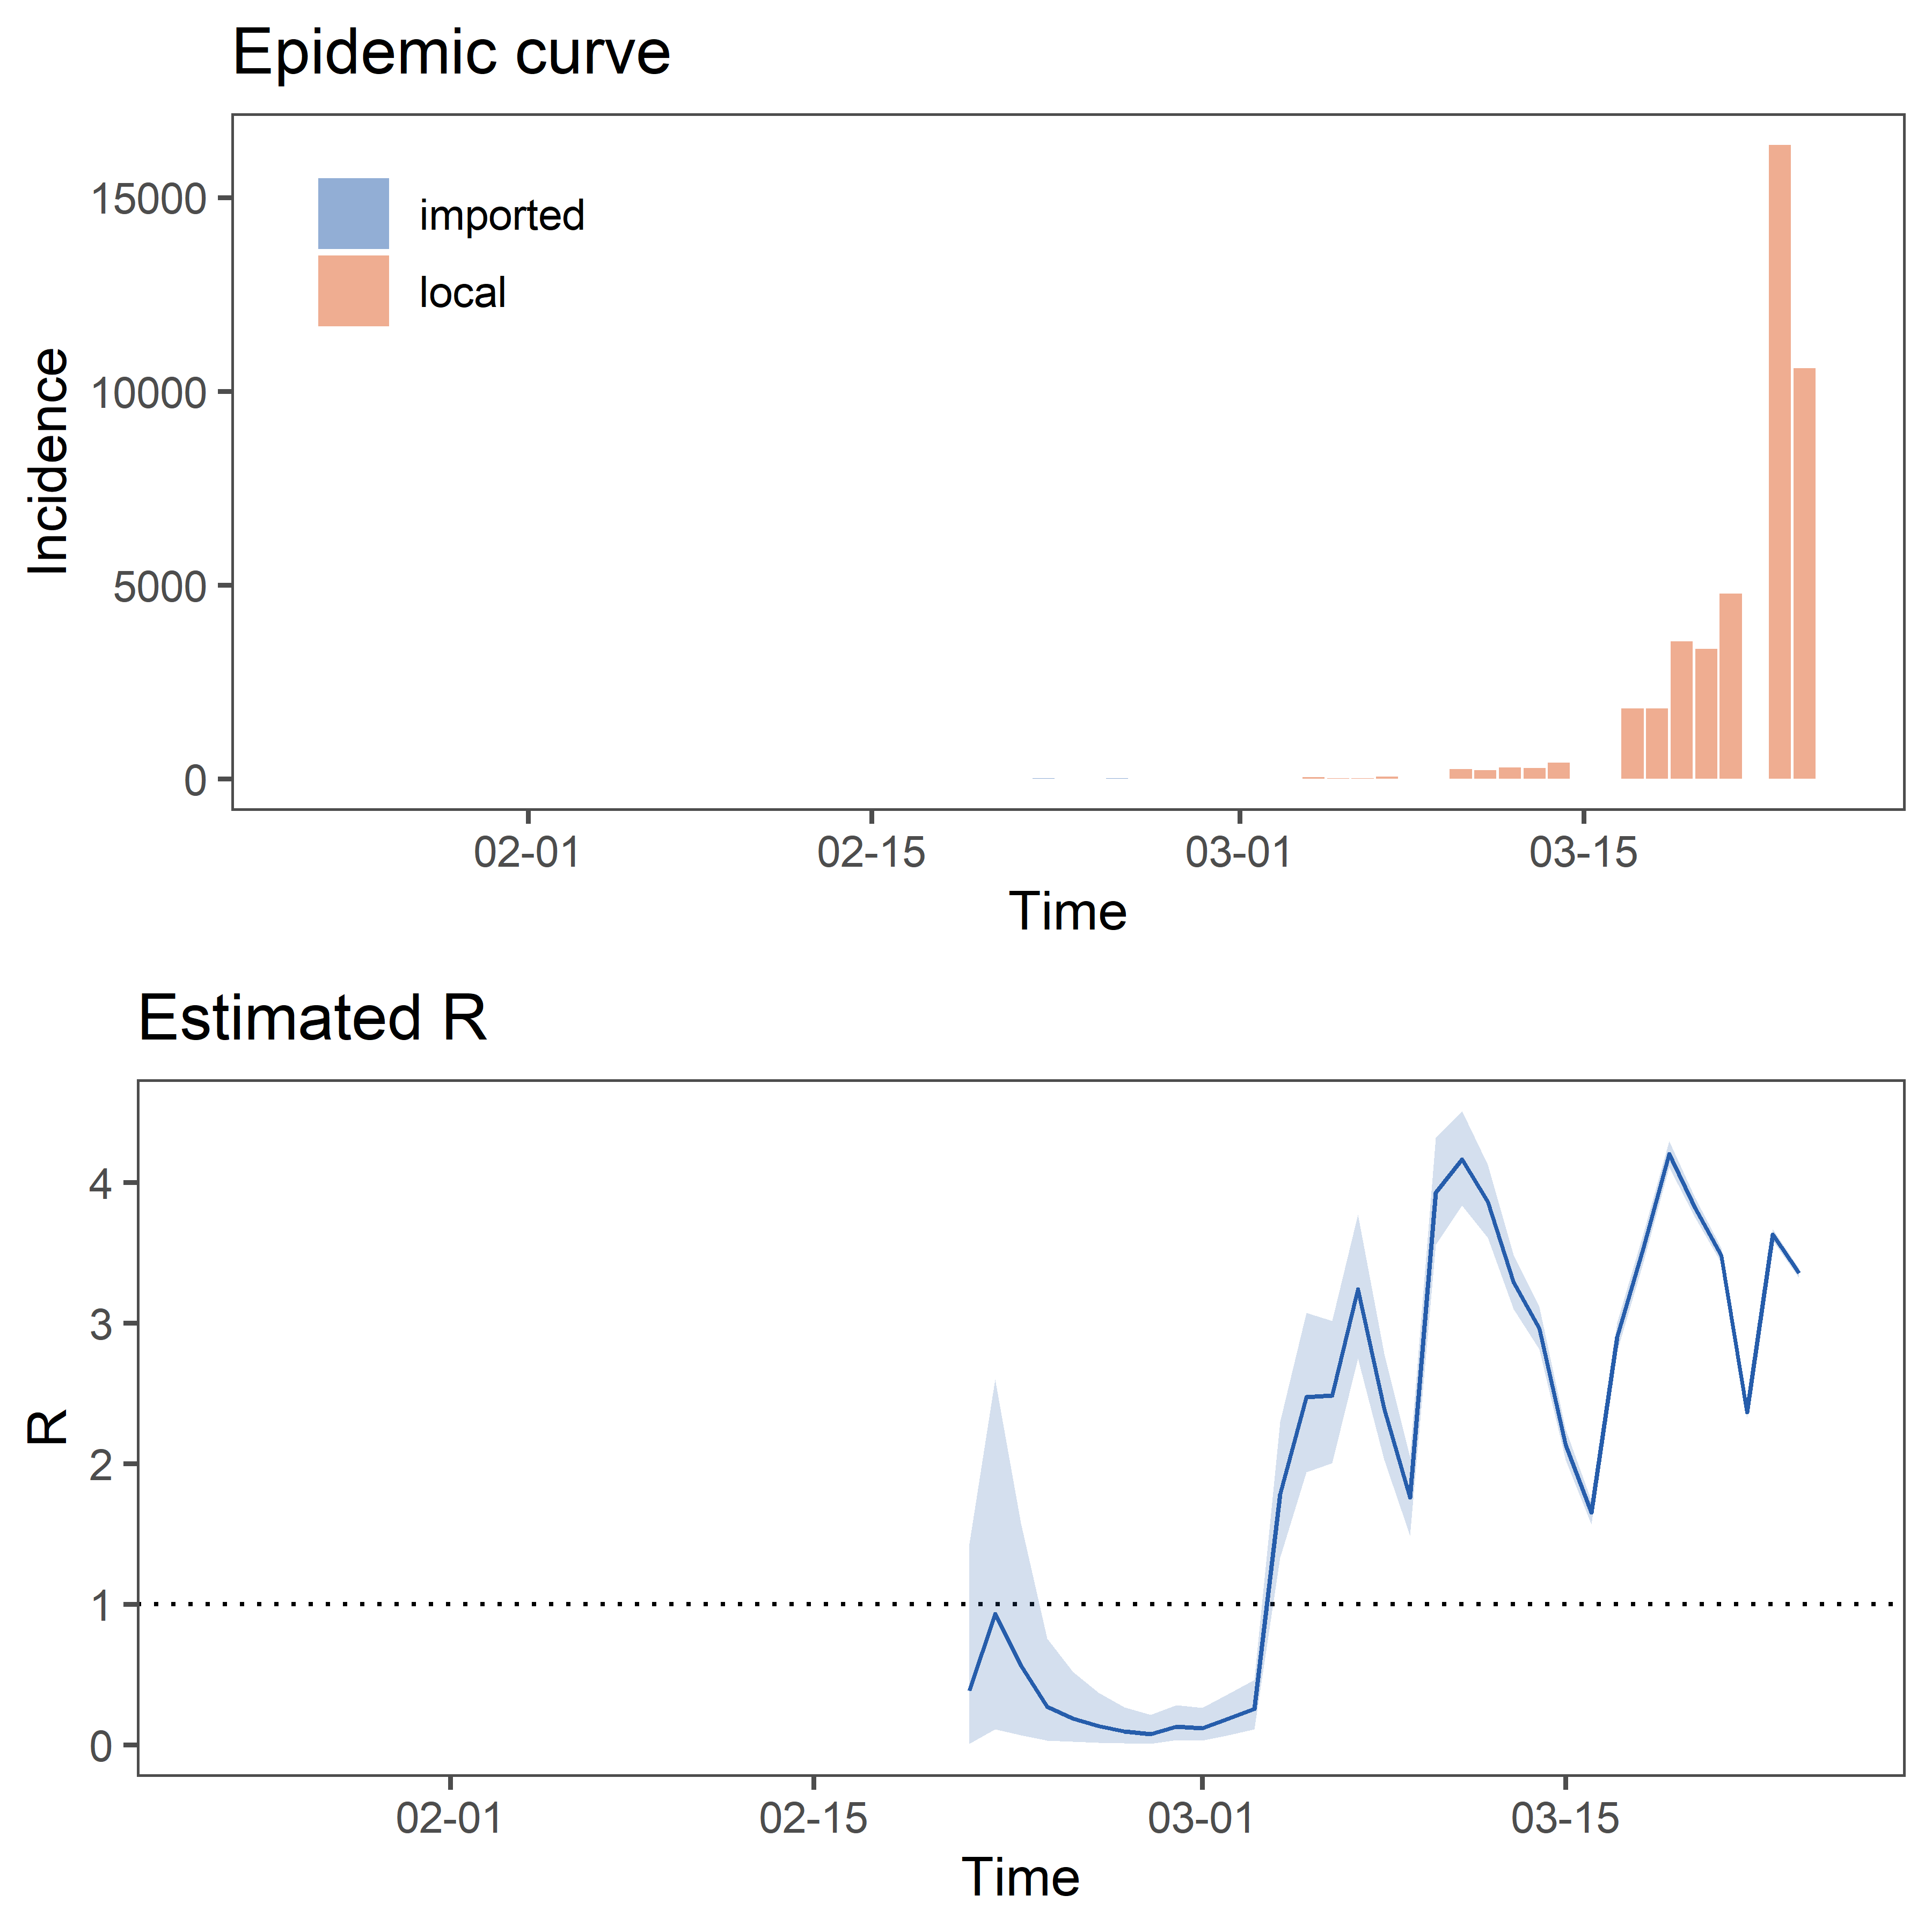 Epidemic curve
imported
local
15000
10000
5000
0
Incidence
02-01 02-15 03-01 03-15
Time
Estimated R
4
3
2
1
0
R
02-01 02-15 03-01 03-15
Time